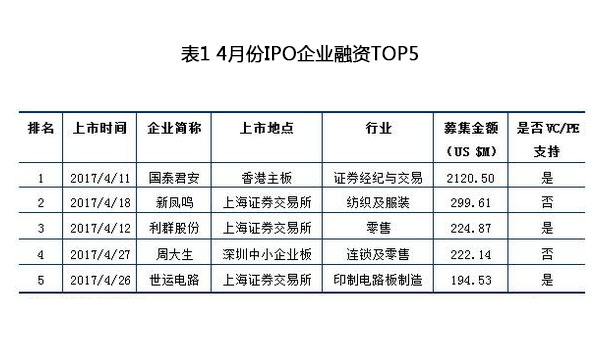 表1 4月份IPO企业融资TOP5
排名 上市时间 企业简称 上市地点 行业 募集金额（US $M） 是否VC/PE支持
1 2017/4/11 国泰君安 香港主板 证券经纪与交易 2120.50 是
2 2017/4/18 新凤鸣 上海证券交易所 纺织及服装 299.61 否
3 2017/4/12 利群股份 上海证券交易所 零售 224.87 是
4 2017/4/27 周大生 深圳中小企业板 连锁及零售 222.14 否
5 2017/4/26 世运电路 上海证券交易所 印制电路板制造 194.53 是